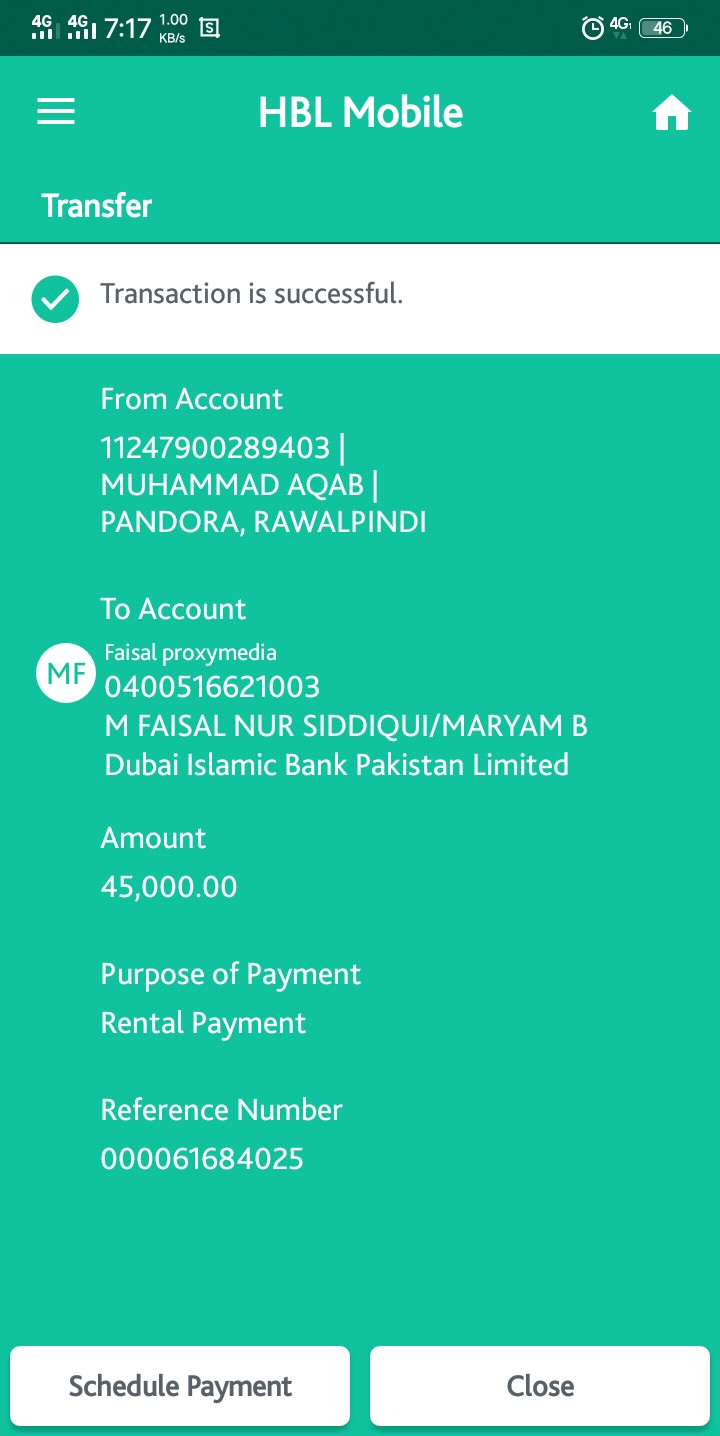 4G 4G 7:17 1.00 KB/s S 4G 46
HBL Mobile
Transfer
Transaction is successful.
From Account
11247900289403 |
MUHAMMAD AQAB |
PANDORA, RAWALPINDI
To Account
Faisal proxymedia
MF 0400516621003
M FAISAL NUR SIDDIQUI/MARYAM B
Dubai Islamic Bank Pakistan Limited
Amount
45,000.00
Purpose of Payment
Rental Payment
Reference Number
000061684025
Schedule Payment Close